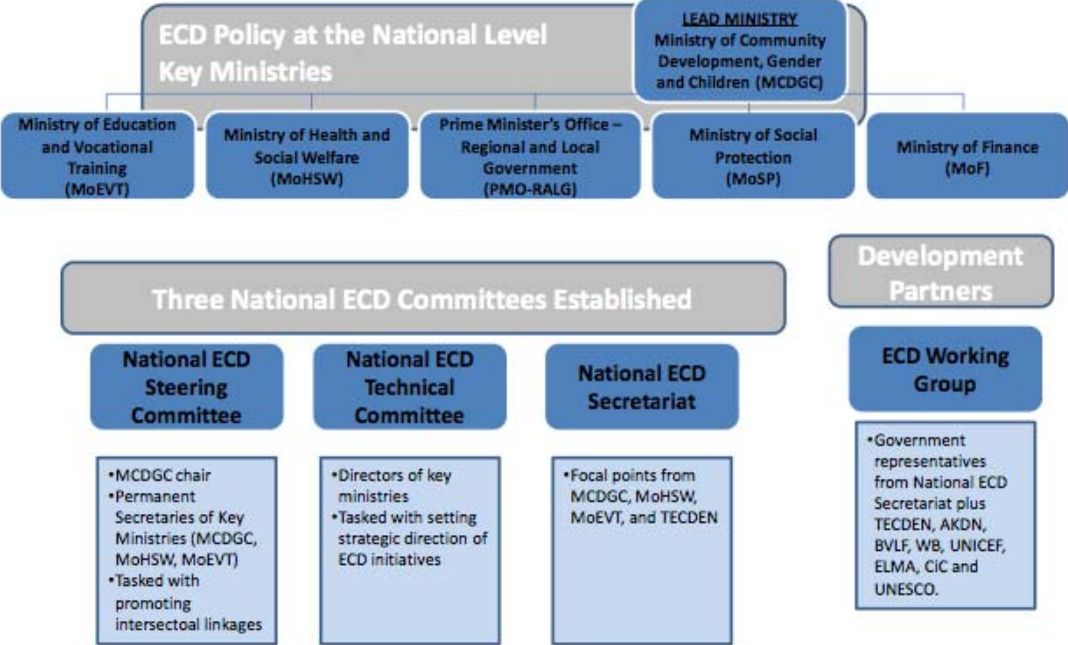 ECD Policy at the National Level
Key Ministries
LEAD MINISTRY
Ministry of Community
Development, Gender
and Children (MCDGC)
Ministry of Education
and Vocational
Training
(MoEVT)
Ministry of Health and
Social Welfare
(MoHSW)
Prime Minister's Office –
Regional and Local
Government
(PMO-RALG)
Ministry of Social
Protection
(MoSP)
Ministry of Finance
(MoF)
Three National ECD Committees Established
National ECD
Steering
Committee
•MCDGC chair
•Permanent
Secretaries of Key
Ministries (MCDGC,
MoHSW, MoEVT)
•Tasked with
promoting
intersectoal linkages
National ECD
Technical
Committee
•Directors of key
ministries
•Tasked with setting
strategic direction of
ECD initiatives
National ECD
Secretariat
•Focal points from
MCDGC, MoHSW,
MoEVT, and TECDEN
Development
Partners
ECD Working
Group
•Government
representatives
from National ECD
Secretariat plus
TECDEN, AKDN,
BVLF, WB, UNICEF,
ELMA, CiC and
UNESCO.